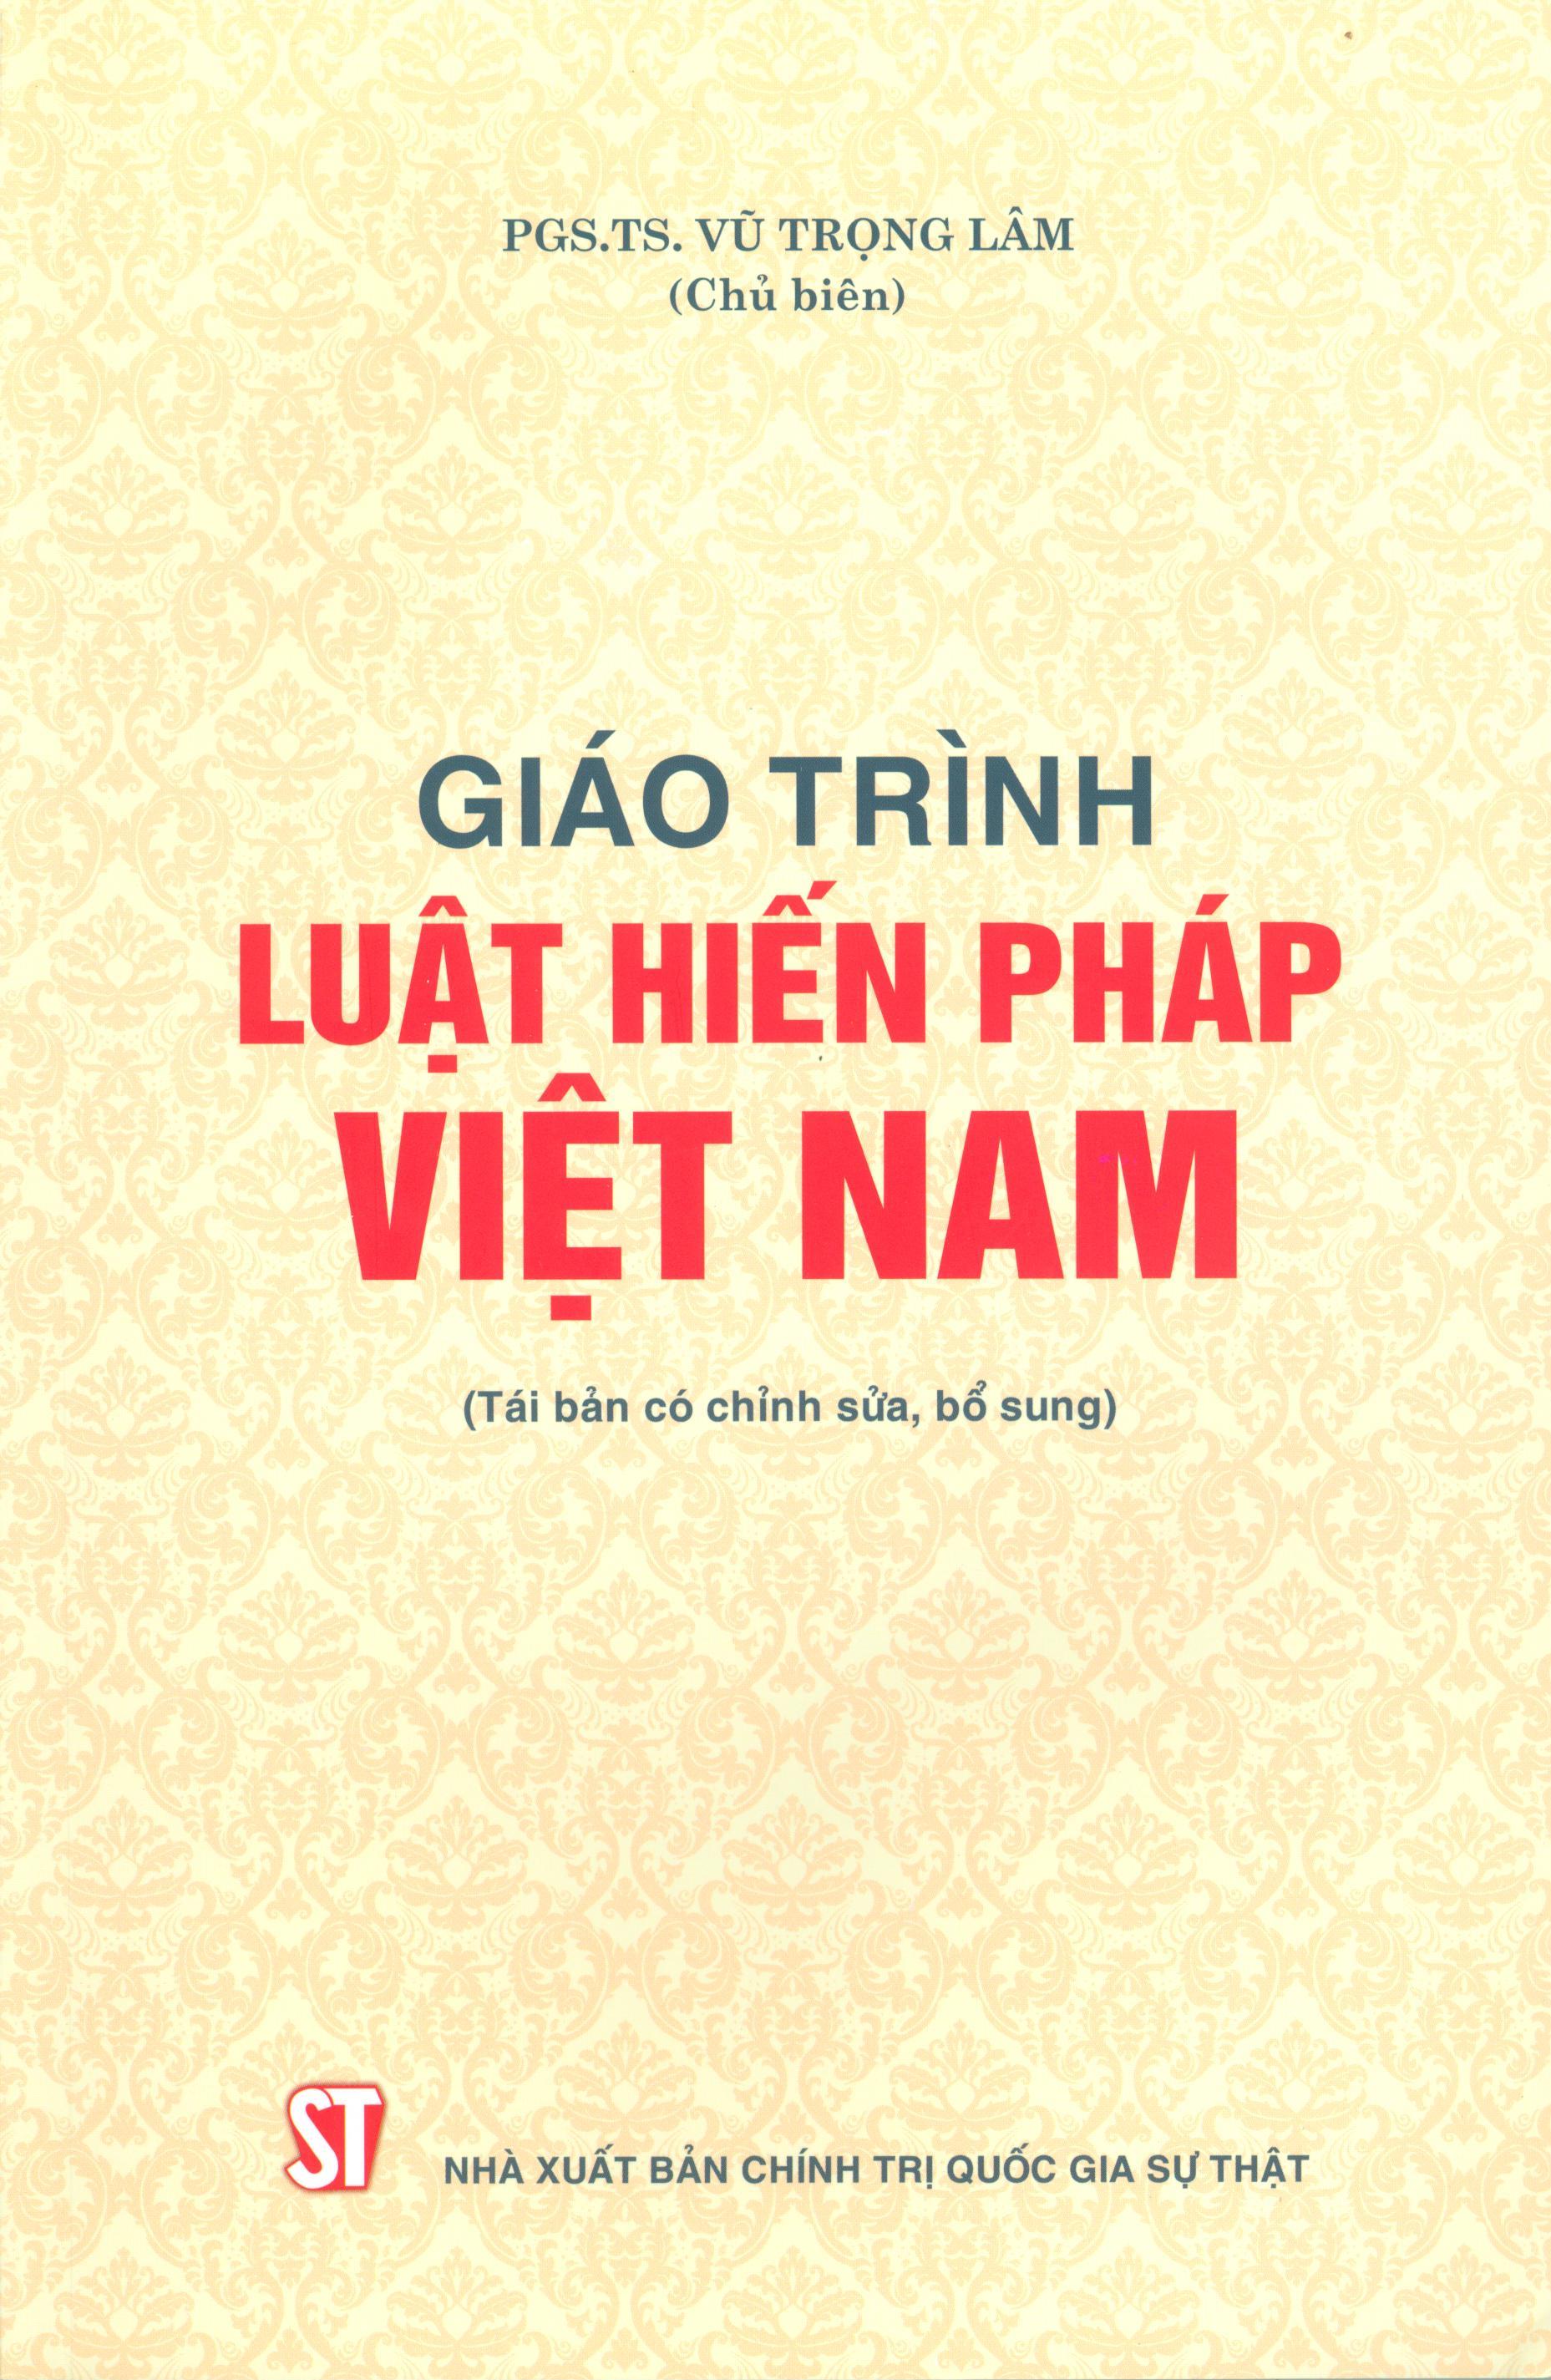 PGS.TS. VŨ TRỌNG LÂM
(Chủ biên)
GIÁO TRÌNH
LUẬT HIẾN PHÁP
VIỆT NAM
(Tái bản có chỉnh sửa, bổ sung)
ST
NHÀ XUẤT BẢN CHÍNH TRỊ QUỐC GIA SỰ THẬT